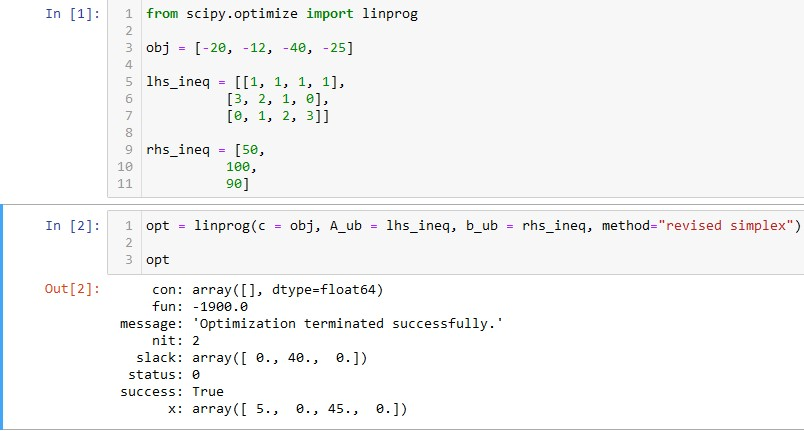 In [1]:
1 from scipy.optimize import linprog
2
3 obj = [-20, -12, -40, -25]
4
5 lhs_ineq = [[1, 1, 1, 1],
6           [3, 2, 1, 0],
7           [0, 1, 2, 3]]
8
9 rhs_ineq = [50,
10           100,
11           90]
In [2]:
1 opt = linprog(c = obj, A_ub = lhs_ineq, b_ub = rhs_ineq, method="revised simplex")
2
3 opt
Out[2]:
    con: array([], dtype=float64)
    fun: -1900.0
message: 'Optimization terminated successfully.'
    nit: 2
  slack: array([ 0., 40.,  0.])
 status: 0
success: True
      x: array([ 5.,  0., 45.,  0.])